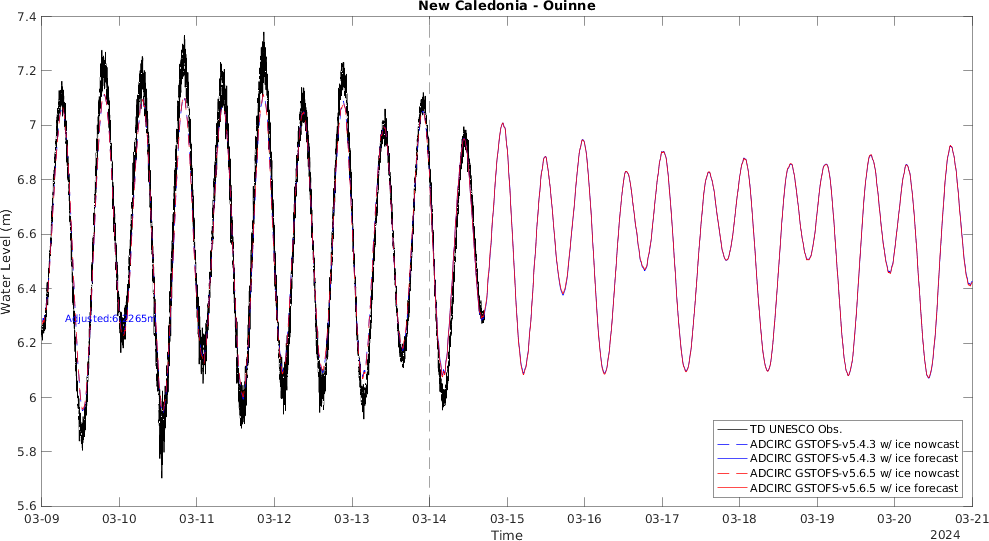 New Caledonia - Ouinne
7.4
7.2
7
6.8
6.6
6.4
6.2
6
5.8
5.6
Water Level (m)
03-09 03-10 03-11 03-12 03-13 03-14 03-15 03-16 03-17 03-18 03-19 03-20 03-21
Time
2024
TD UNESCO Obs.
ADCIRC GSTOFS-v5.4.3 w/ ice nowcast
ADCIRC GSTOFS-v5.4.3 w/ ice forecast
ADCIRC GSTOFS-v5.6.5 w/ ice nowcast
ADCIRC GSTOFS-v5.6.5 w/ ice forecast